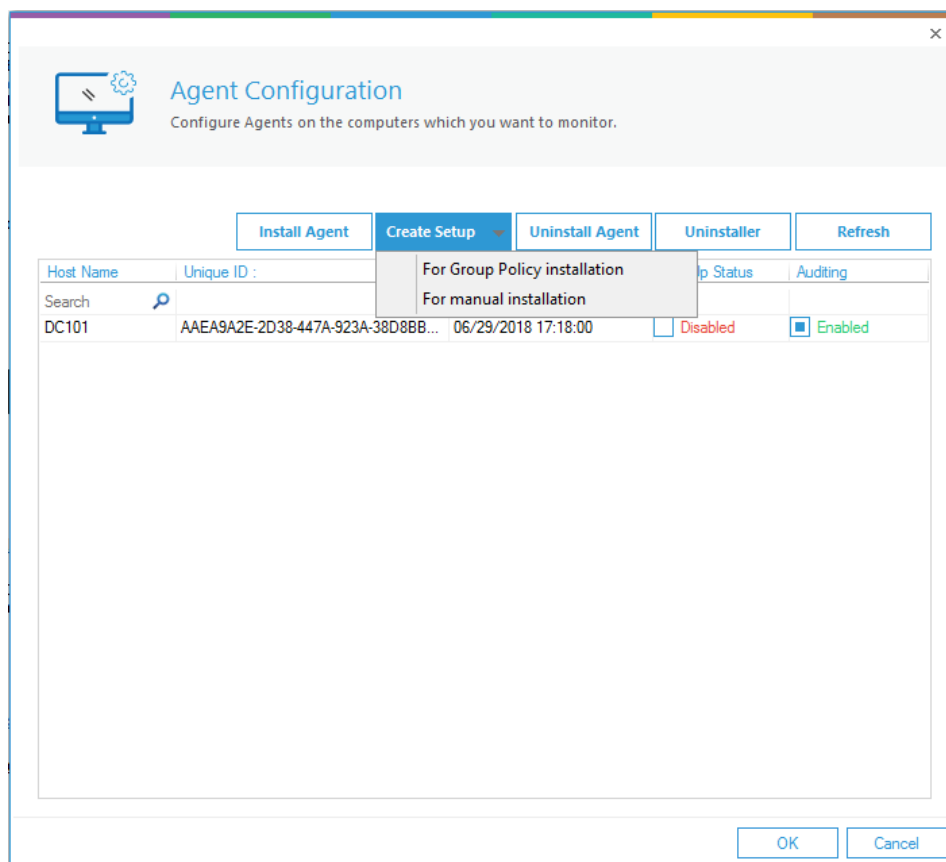 Agent Configuration
Configure Agents on the computers which you want to monitor.
Install Agent Create Setup Uninstall Agent Uninstaller Refresh
Host Name Unique ID : Status Auditing
For Group Policy installation
Search
For manual installation
DC101 AAEA9A2E-2D38-447A-923A-38D8BB... 06/29/2018 17:18:00 Disabled Enabled
OK Cancel